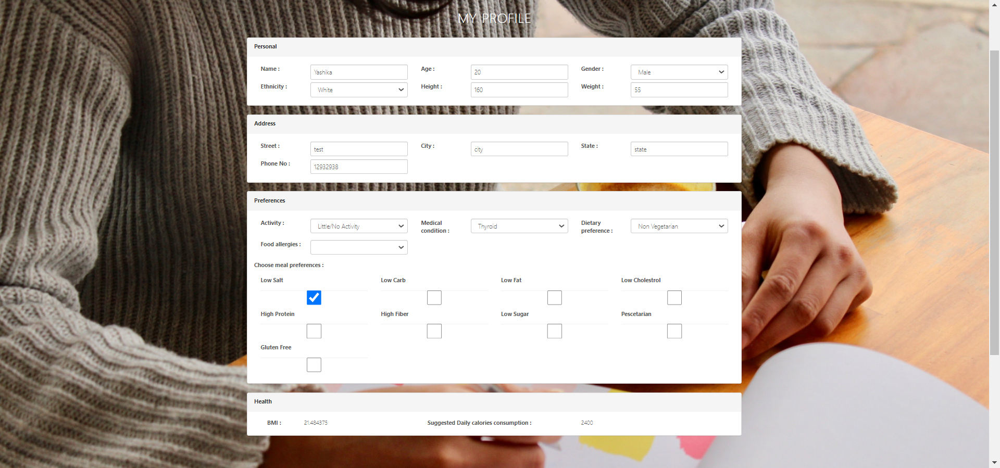 MY PROFILE
Personal
Name : Yashika Age : 20 Gender : Male
Ethnicity : White Height : 160 Weight : 55
Address
Street : test City : city State : state
Phone No : 12932938
Preferences
Activity : Little/No Activity Medical condition : Thyroid Dietary preference : Non Vegetarian
Food allergies :
Choose meal preferences :
Low Salt Low Carb Low Fat Low Cholestrol
High Protein High Fiber Low Sugar Pescetarian
Gluten Free
Health
BMI : 21.484375 Suggested Daily calories consumption : 2400